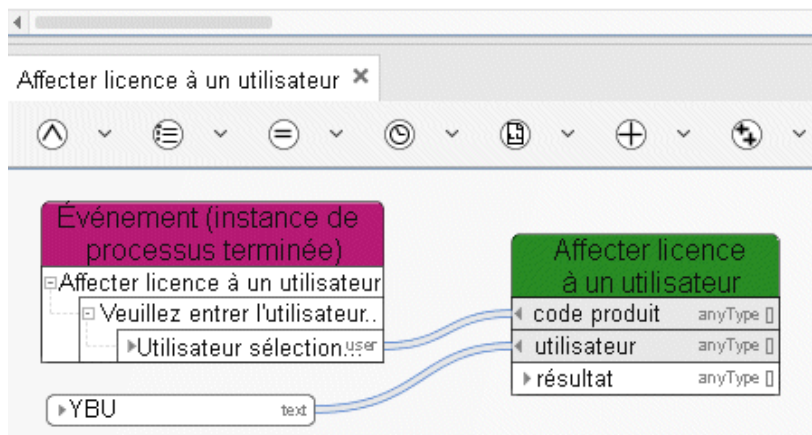 Affecter licence à un utilisateur
Événement (instance de
processus terminée)
Affecter licence à un utilisateur
Veuillez entrer l'utilisateur..
Utilisateur sélection... user
YBU text
Affecter licence
à un utilisateur
code produit anyType []
utilisateur anyType []
résultat anyType []